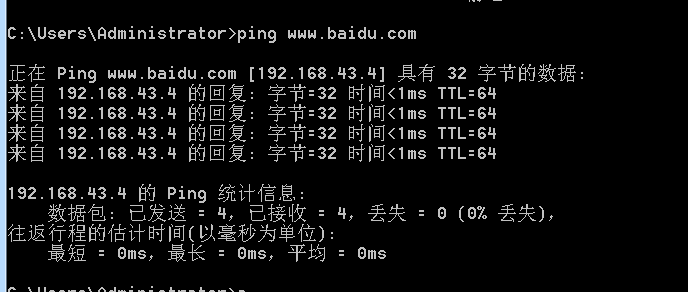 C:\Users\Administrator>ping www.baidu.com
正在 Ping www.baidu.com [192.168.43.4] 具有 32 字节的数据:
来自 192.168.43.4 的回复: 字节=32 时间<1ms TTL=64
来自 192.168.43.4 的回复: 字节=32 时间<1ms TTL=64
来自 192.168.43.4 的回复: 字节=32 时间<1ms TTL=64
来自 192.168.43.4 的回复: 字节=32 时间<1ms TTL=64
192.168.43.4 的 Ping 统计信息:
数据包: 已发送 = 4，已接收 = 4，丢失 = 0 (0% 丢失)，
往返行程的估计时间(以毫秒为单位):
最短 = 0ms，最长 = 0ms，平均 = 0ms
C:\Users\Administrator>